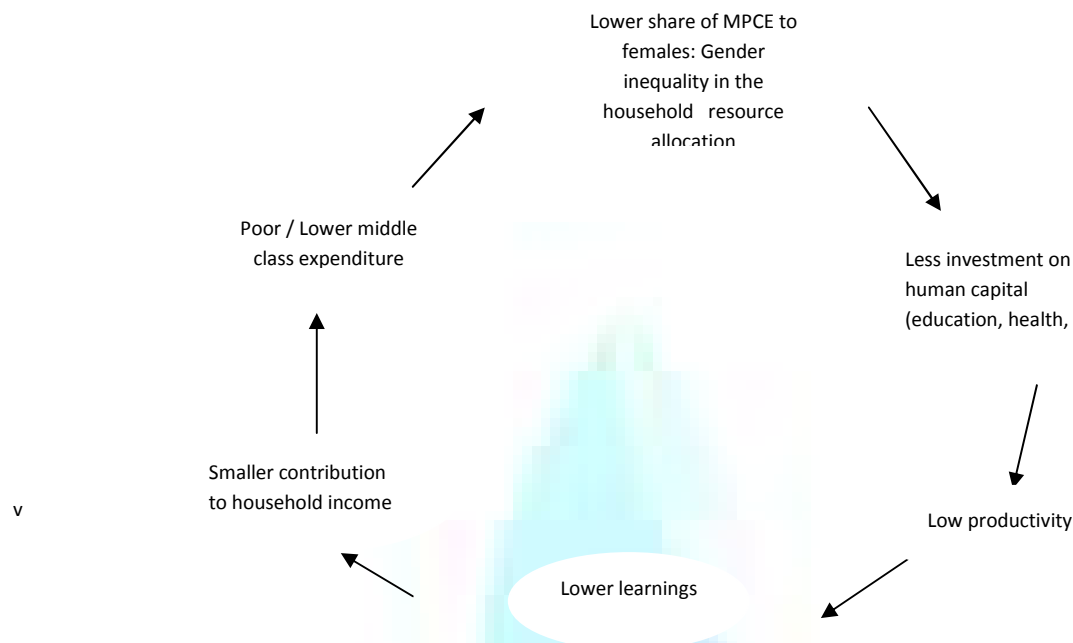 Lower share of MPCE to
females: Gender
inequality in the
household resource
allocation
Less investment on
human capital
(education, health,
Low productivity
Lower learnings
Smaller contribution
to household income
Poor / Lower middle
class expenditure
v